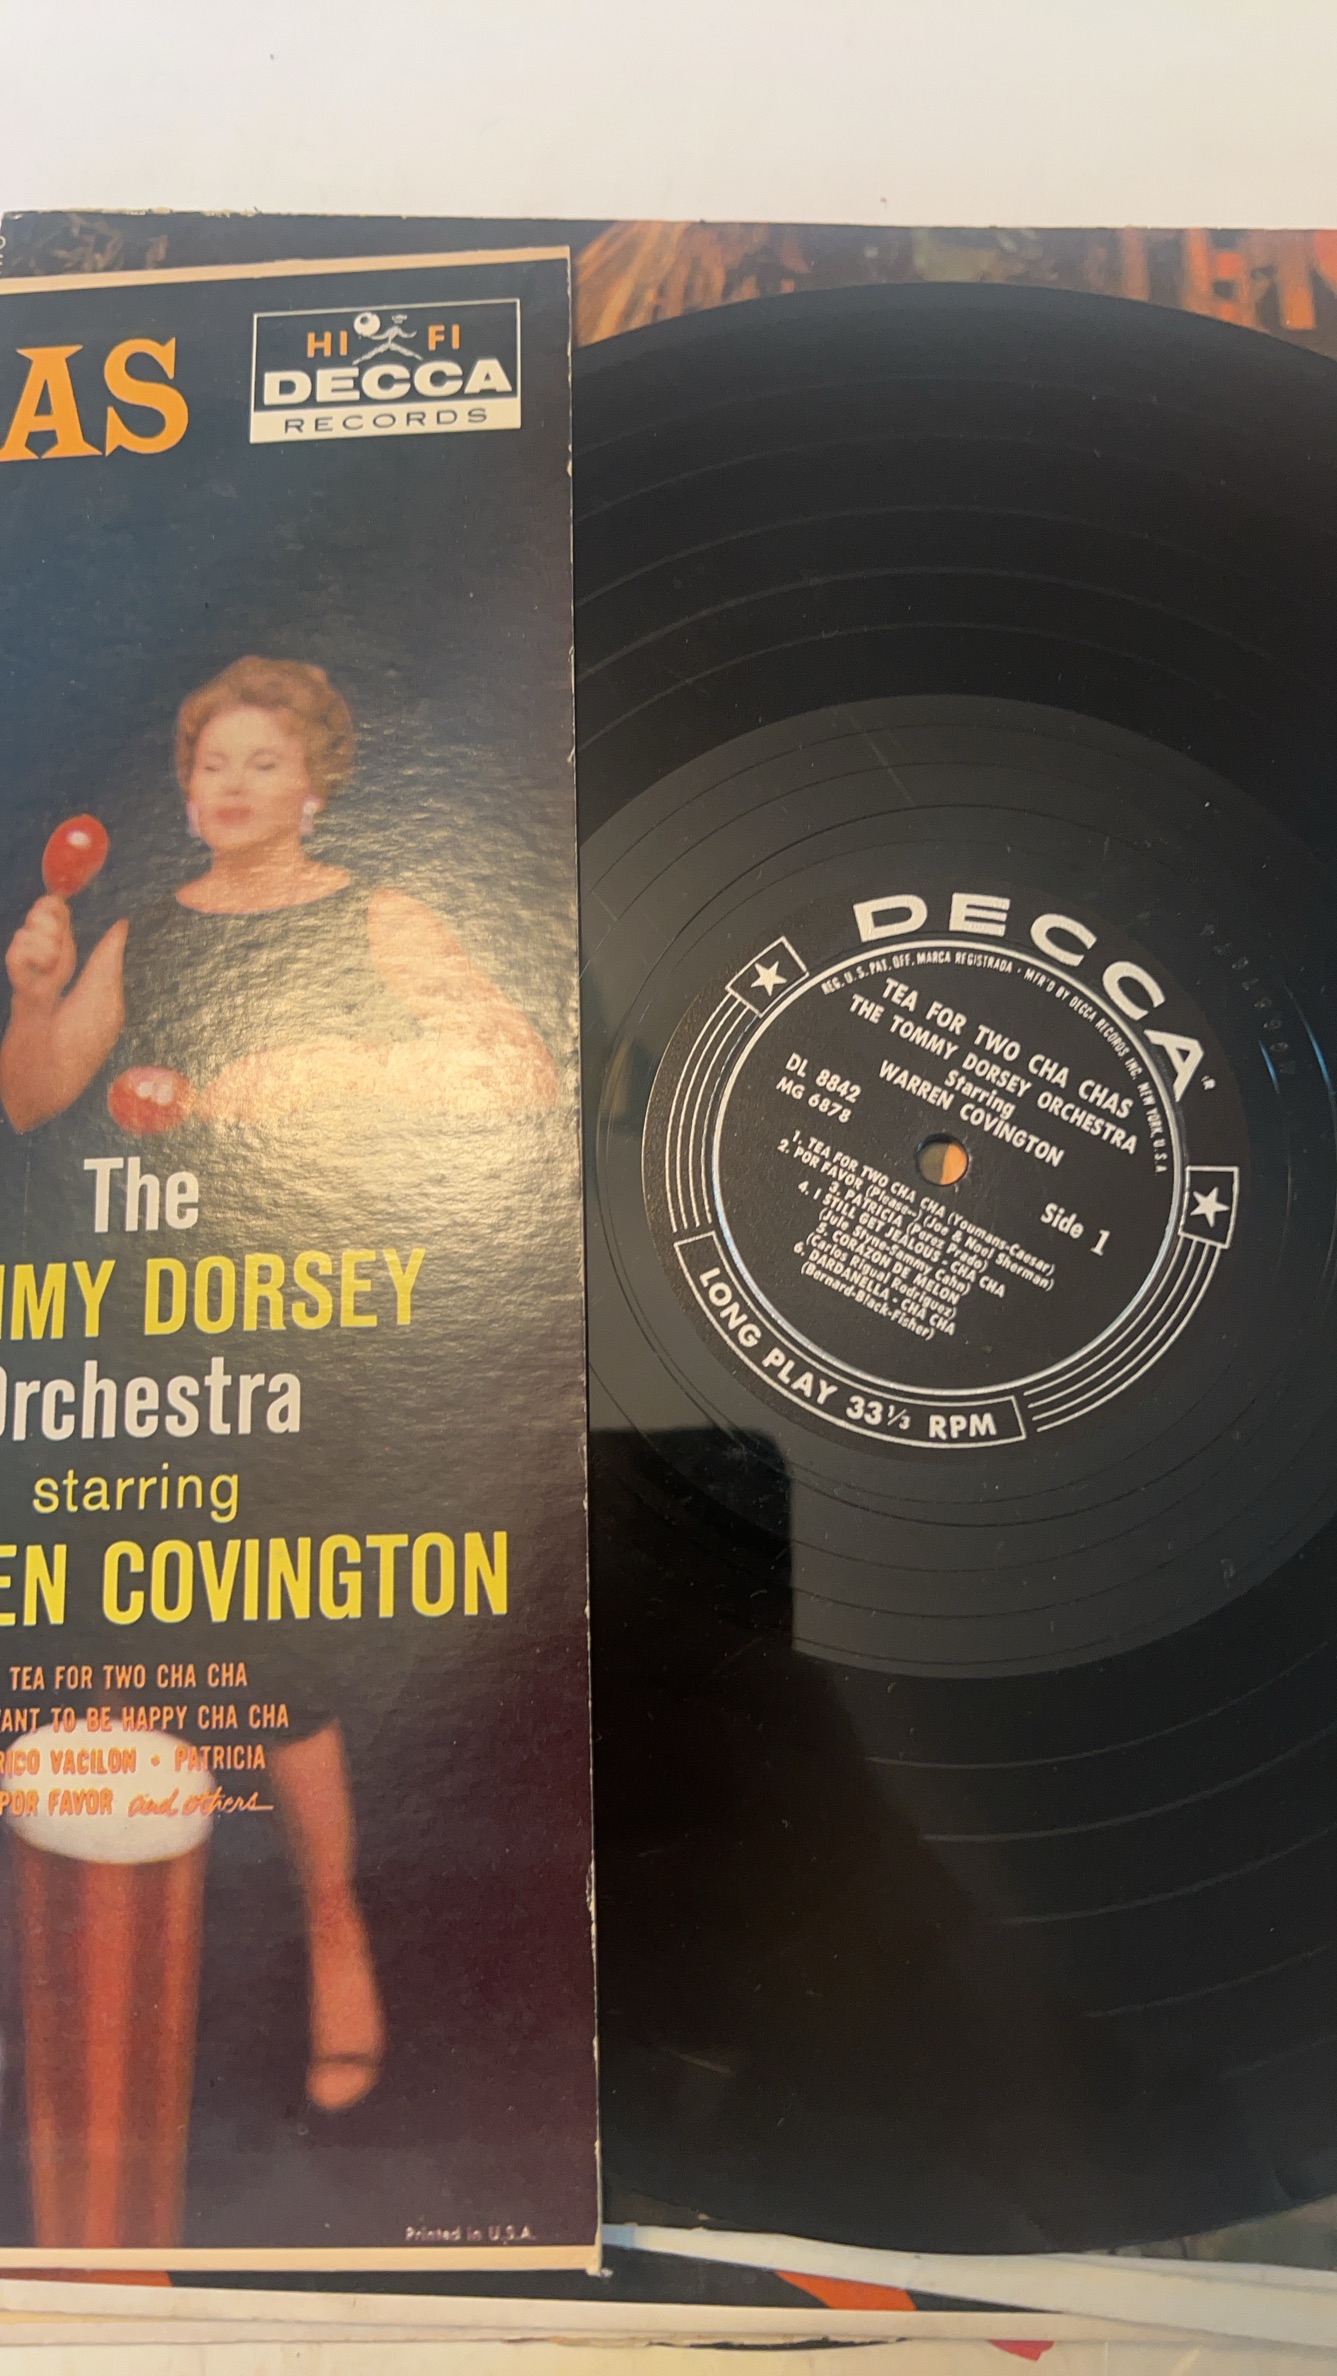 AS
HI FI
DECCA
RECORDS
The
MMY DORSEY
Orchestra
starring
EN COVINGTON
TEA FOR TWO CHA CHA
ANT TO BE HAPPY CHA CHA
RICO VACILON • PATRICIA
POR FAVOR and others
Printed in U.S.A.
DECCA
®
REG. U.S. PAT. OFF. MARCA REGISTRADA • MFR'D BY DECCA RECORDS INC. NEW YORK, U.S.A
TEA FOR TWO CHA CHAS
THE TOMMY DORSEY ORCHESTRA
Starring
WARREN COVINGTON
DL 8842
MG 6878
Side 1
1. TEA FOR TWO CHA CHA (Youmans-Caesar)
2. POR FAVOR (Please-) (Joe & Noel Sherman)
3. PATRICIA (Perez Prado)
4. I STILL GET JEALOUS - CHA CHA
(Jule Styne-Sammy Cahn)
5. CORAZON DE MELON
(Carlos Rigual Rodriguez)
6. DARDANELLA - CHA CHA
(Bernard-Black-Fisher)
LONG PLAY 33⅓ RPM